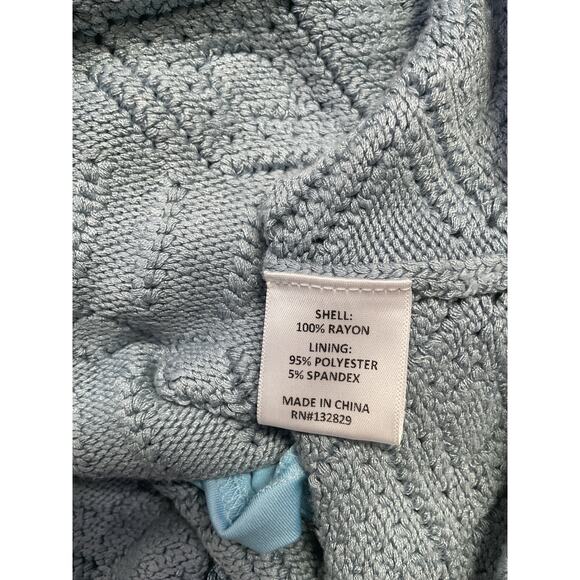 SHELL:
100% RAYON
LINING:
95% POLYESTER
5% SPANDEX
MADE IN CHINA
RN#132829